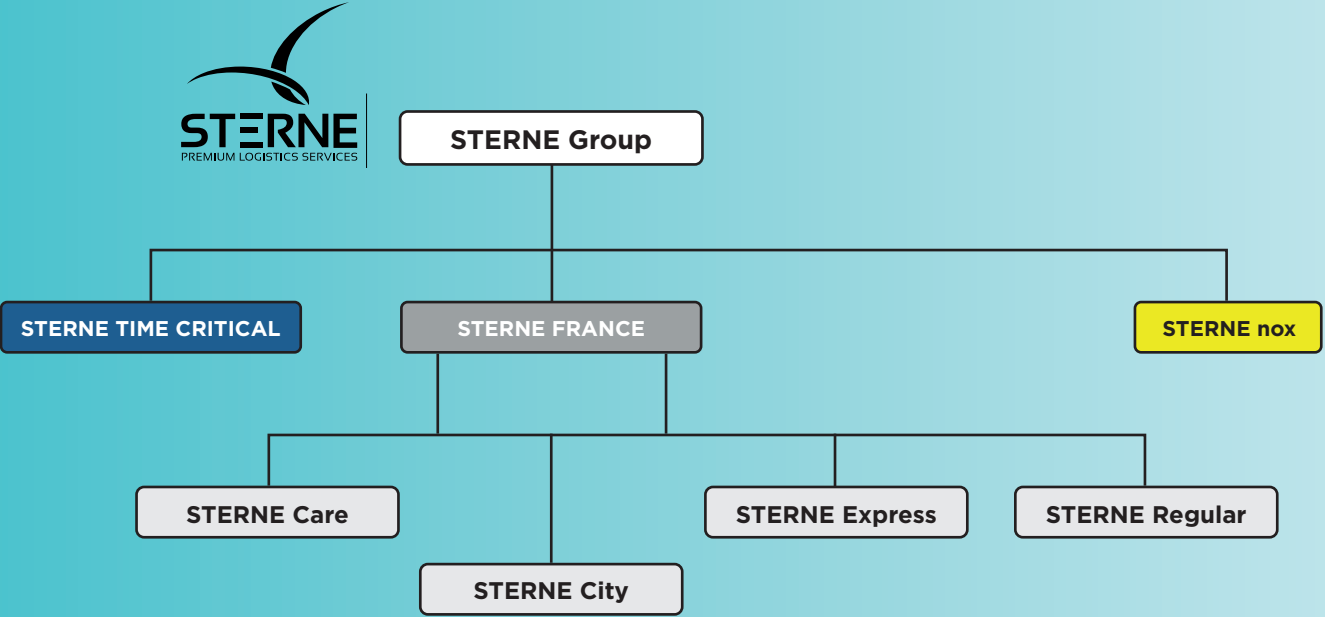 STERNE
PREMIUM LOGISTICS SERVICES
STERNE Group
STERNE TIME CRITICAL
STERNE FRANCE
STERNE nox
STERNE Care
STERNE Express
STERNE Regular
STERNE City